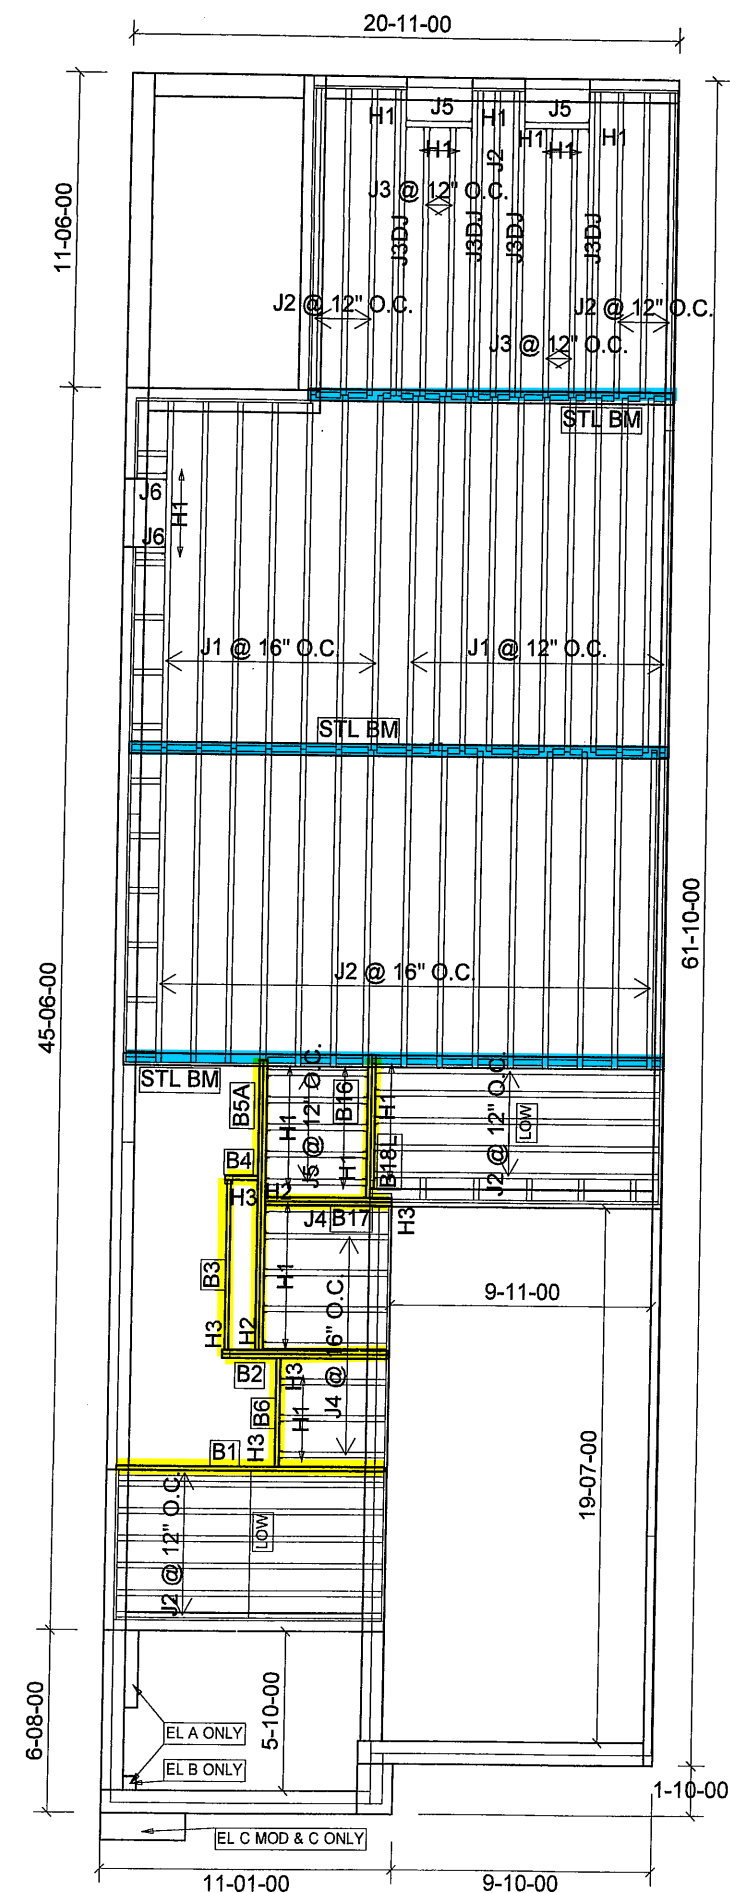 20-11-00
J5
J5
H1
H1
H1
H1
H1
H1
J2
J3 @ 12" O.C.
J3DJ
J3DJ
J3DJ
J3DJ
11-06-00
J2 @ 12" O.C.
J2 @ 12" O.C.
J3 @ 12" O.C.
STL BM
J6
H1
J6
J1 @ 16" O.C.
J1 @ 12" O.C.
STL BM
61-10-00
45-06-00
J2 @ 16" O.C.
STL BM
B5A
H1
J5 @ 12" O.C.
B16
H1
H1
B18L
J2 @ 12" O.C.
LOW
B4
H3
H2
J4
B17
H3
B3
H1
9-11-00
H3
H2
J4 @ 16" O.C.
B2
H3
B6
H1
B1
H3
19-07-00
J2 @ 12" O.C.
LOW
6-08-00
5-10-00
EL A ONLY
EL B ONLY
1-10-00
EL C MOD & C ONLY
11-01-00
9-10-00